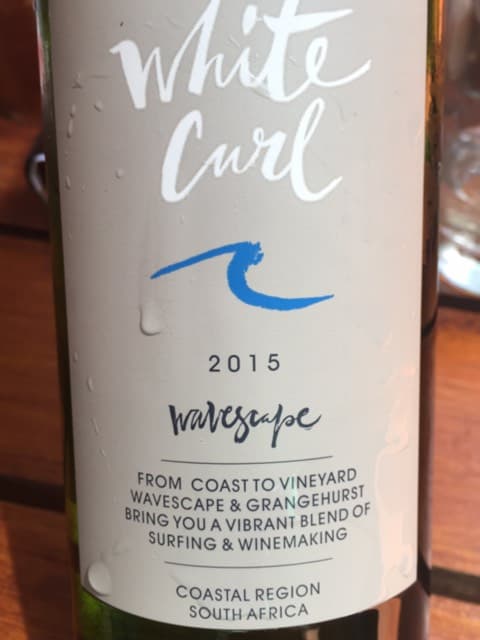 White
Curl
2015
wavescape
FROM COAST TO VINEYARD
WAVESCAPE & GRANGEHURST
BRING YOU A VIBRANT BLEND OF
SURFING & WINEMAKING
COASTAL REGION
SOUTH AFRICA